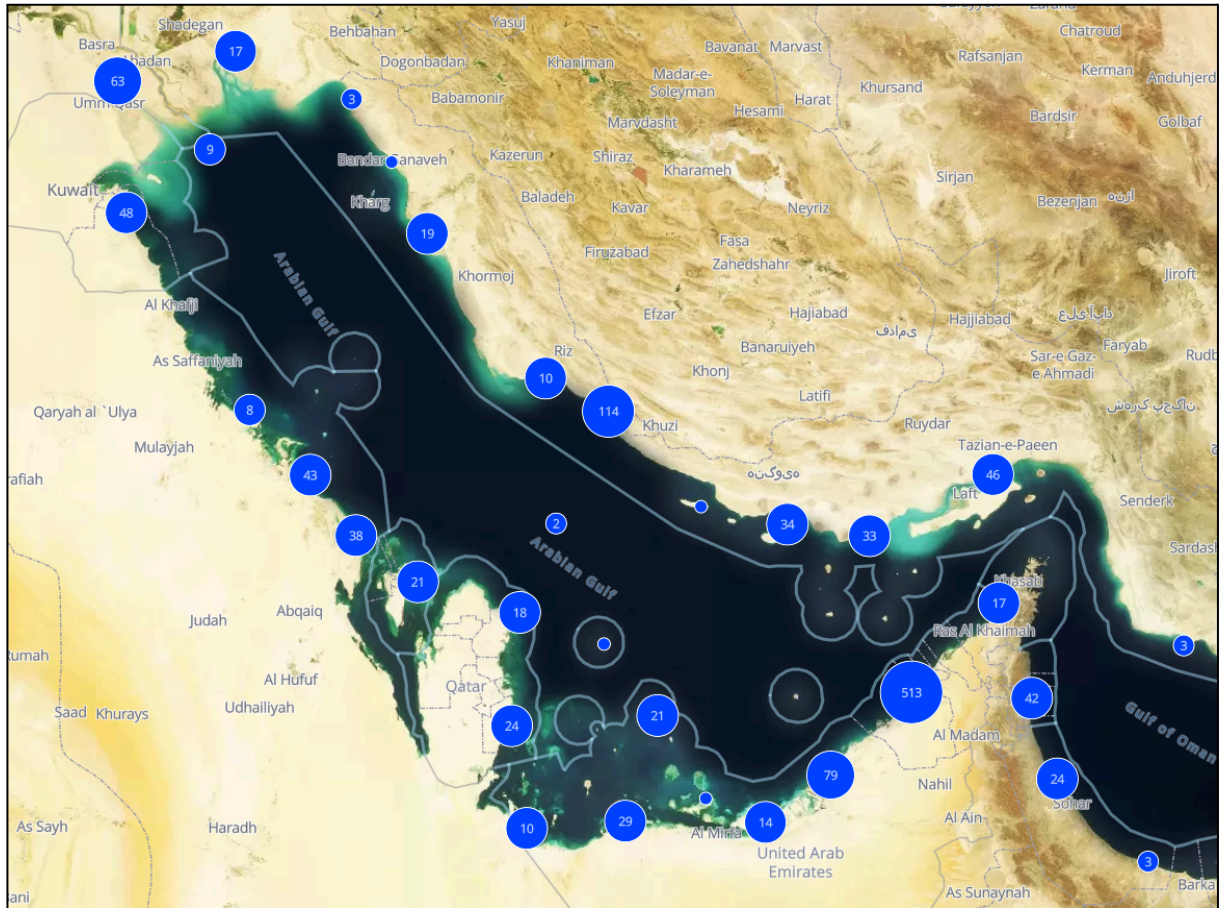 Shadegan
Behbahan
Yasuj
Chatroud
Basra
17
Bavanat
Marvast
Rafsanjan
Abadan
Dogonbadan
Khaniman
Madar-e-
Soleyman
Kerman
63
Khursand
Anduhjerd
Umm Qasr
3
Babamonir
Harat
Hesami
Bardsir
Golbaf
Marvdasht
9
Bandar Ganaveh
Kazerun
Shiraz
Kharameh
Sirjan
Kuwait
Kharg
Baladeh
Kavar
Neyriz
Bezenjan
48
19
Fasa
Firuzabad
Zahedshahr
Arabian Gulf
Khormoj
Jiroft
Al Khafji
Efzar
Hajiabad
Hajjiabad
Riz
Banaruiyeh
Faryab
As Saffaniyah
Khonj
Sar-e Gaz-
e Ahmadi
Rudb
10
Latifi
Qaryah al `Ulya
8
114
Khuzi
Ruydar
Mulayjah
Tazian-e-Paeen
43
46
rafiah
Laft
Senderk
38
2
34
33
Sardash
Arabian Gulf
21
Khasab
Abqaiq
18
17
Judah
Ras Al Khaimah
3
Rumah
Al Hufuf
Qatar
513
42
Saad
Khurays
Udhailiyah
24
21
Gulf of Oman
Al Madam
79
Nahil
24
Sohar
As Sayh
Haradh
10
29
Al Mirfa
14
Al Ain
United Arab
Emirates
3
Barka
ani
As Sunaynah